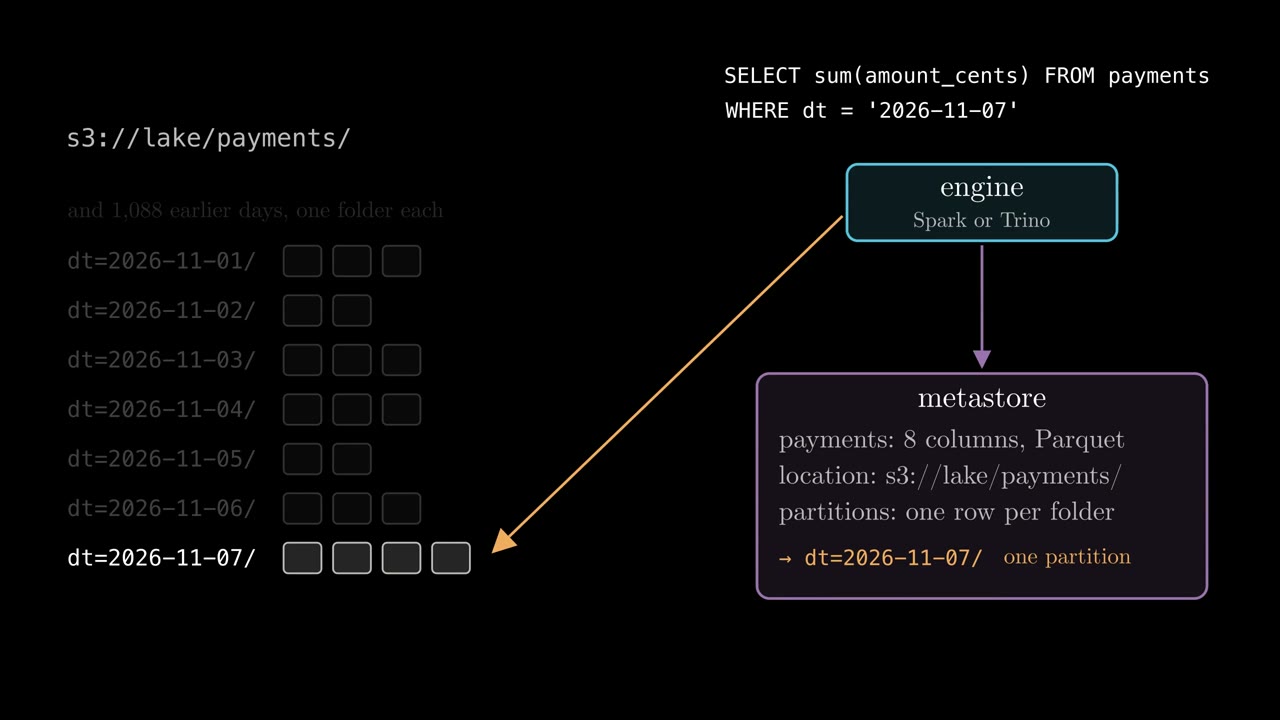 s3://lake/payments/
and 1,088 earlier days, one folder each
dt=2026-11-01/
dt=2026-11-02/
dt=2026-11-03/
dt=2026-11-04/
dt=2026-11-05/
dt=2026-11-06/
dt=2026-11-07/
SELECT sum(amount_cents) FROM payments
WHERE dt = '2026-11-07'
engine
Spark or Trino
metastore
payments: 8 columns, Parquet
location: s3://lake/payments/
partitions: one row per folder
→ dt=2026-11-07/ one partition